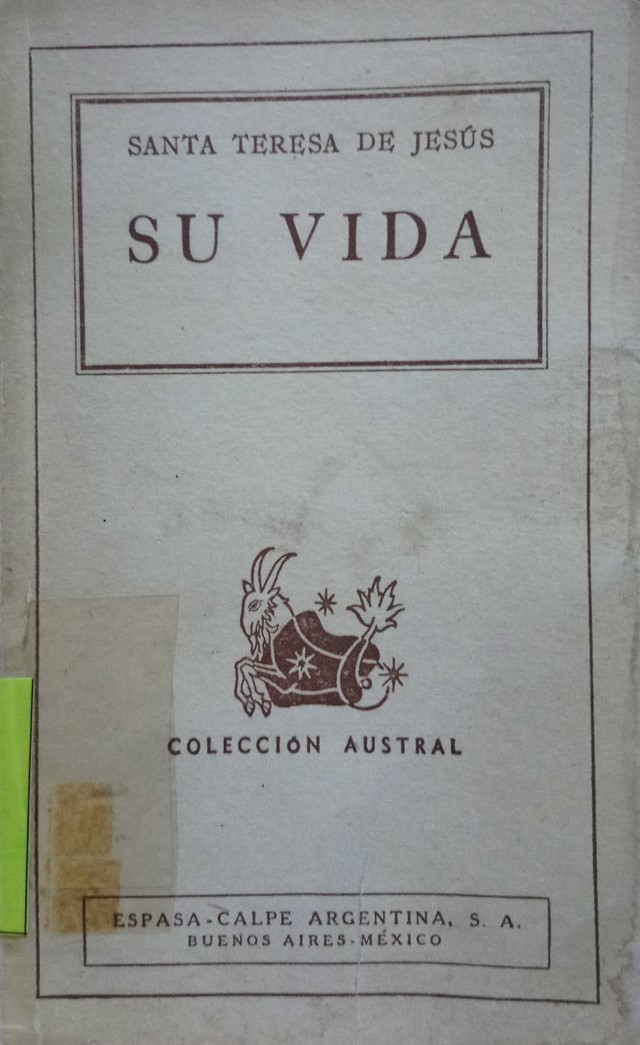 SANTA TERESA DE JESÚS
SU VIDA
COLECCIÓN AUSTRAL
ESPASA-CALPE ARGENTINA, S. A.
BUENOS AIRES-MÉXICO